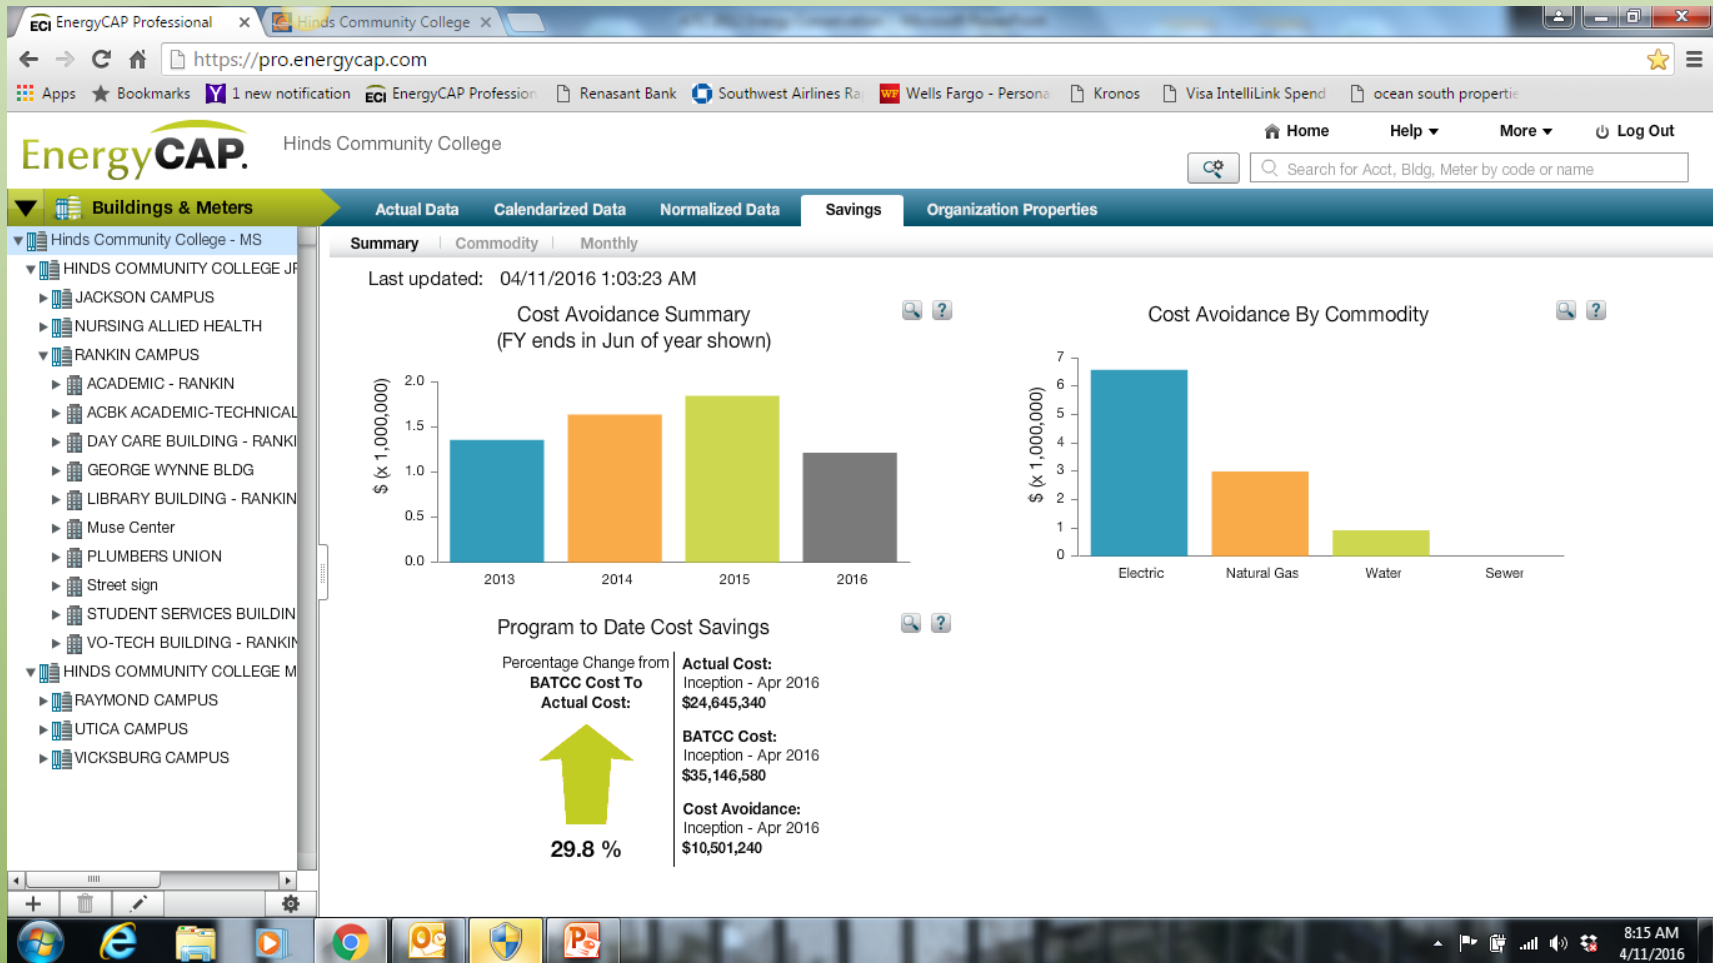 ECI EnergyCAP Professional
Hinds Community College
https://pro.energycap.com
Apps Bookmarks 1 new notification ECI EnergyCAP Profession Renasant Bank Southwest Airlines Ra WF Wells Fargo - Persona Kronos Visa IntelliLink Spend ocean south properti
EnergyCAP.
Hinds Community College
Home Help More Log Out
Search for Acct, Bldg, Meter by code or name
Buildings & Meters
Actual Data Calendarized Data Normalized Data Savings Organization Properties
Hinds Community College - MS
HINDS COMMUNITY COLLEGE JF
JACKSON CAMPUS
NURSING ALLIED HEALTH
RANKIN CAMPUS
ACADEMIC - RANKIN
ACBK ACADEMIC-TECHNICAL
DAY CARE BUILDING - RANKI
GEORGE WYNNE BLDG
LIBRARY BUILDING - RANKIN
Muse Center
PLUMBERS UNION
Street sign
STUDENT SERVICES BUILDIN
VO-TECH BUILDING - RANKIN
HINDS COMMUNITY COLLEGE M
RAYMOND CAMPUS
UTICA CAMPUS
VICKSBURG CAMPUS
Summary Commodity Monthly
Last updated: 04/11/2016 1:03:23 AM
Cost Avoidance Summary
(FY ends in Jun of year shown)
$ (x 1,000,000)
2.0
1.5
1.0
0.5
0.0
2013 2014 2015 2016
Cost Avoidance By Commodity
$ (x 1,000,000)
7
6
5
4
3
2
1
0
Electric Natural Gas Water Sewer
Program to Date Cost Savings
Percentage Change from
BATCC Cost To
Actual Cost:
29.8 %
Actual Cost:
Inception - Apr 2016
$24,645,340
BATCC Cost:
Inception - Apr 2016
$35,146,580
Cost Avoidance:
Inception - Apr 2016
$10,501,240
8:15 AM
4/11/2016